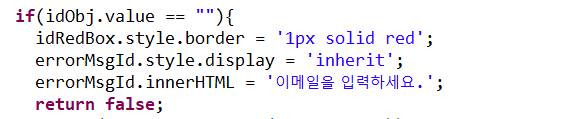 if(idObj.value == ""){
idRedBox.style.border = '1px solid red';
errorMsgId.style.display = 'inherit';
errorMsgId.innerHTML = '이메일을 입력하세요.';
return false;